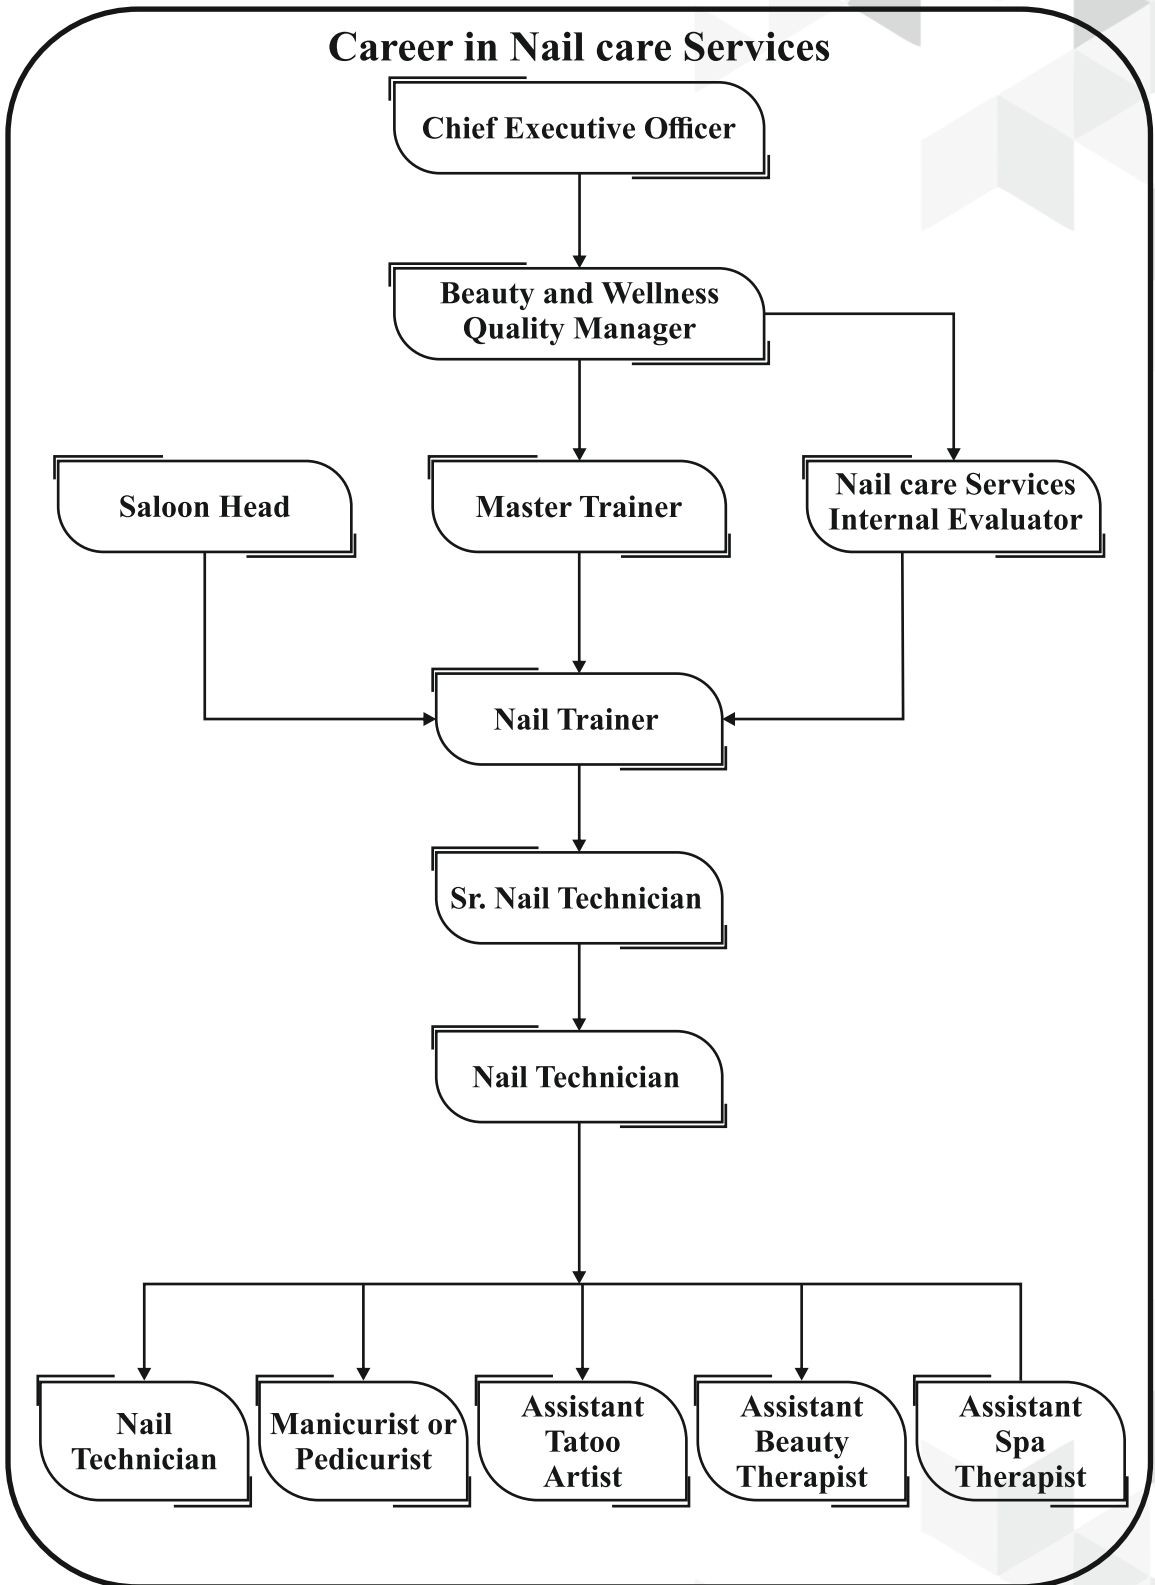 Career in Nail care Services
Chief Executive Officer
Beauty and Wellness
Quality Manager
Saloon Head
Master Trainer
Nail care Services
Internal Evaluator
Nail Trainer
Sr. Nail Technician
Nail Technician
Nail
Technician
Manicurist or
Pedicurist
Assistant
Tatoo
Artist
Assistant
Beauty
Therapist
Assistant
Spa
Therapist